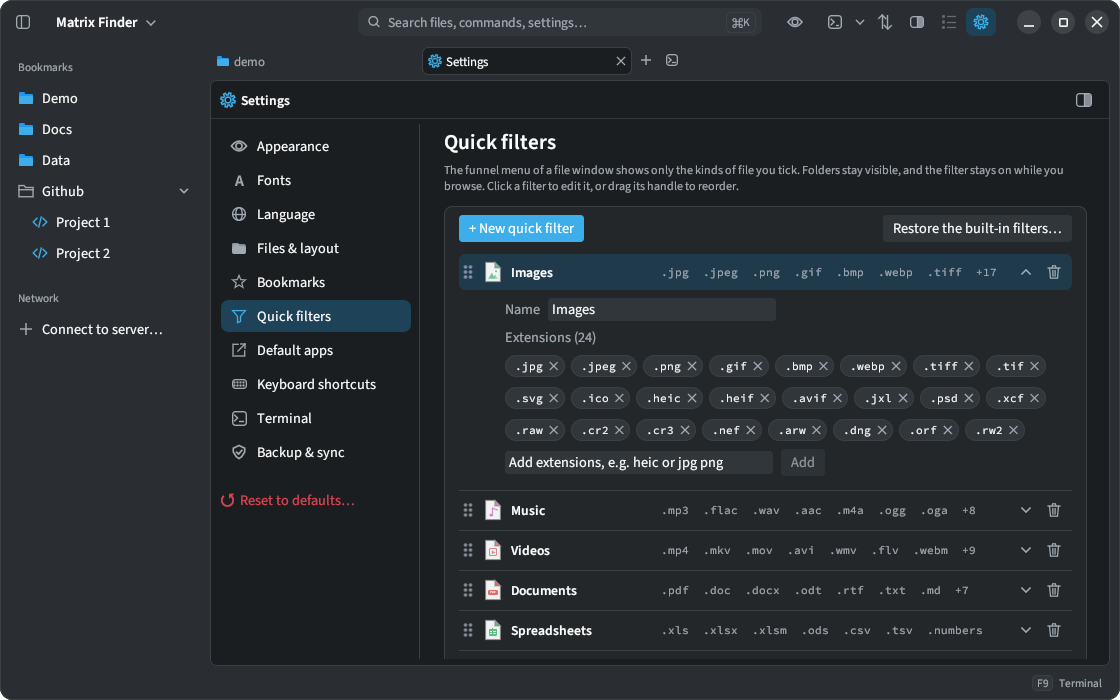 Matrix Finder
Search files, commands, settings…
⌘K
Bookmarks
Demo
Docs
Data
Github
Project 1
Project 2
Network
Connect to server…
demo
Settings
Settings
Appearance
A Fonts
Language
Files & layout
Bookmarks
Quick filters
Default apps
Keyboard shortcuts
Terminal
Backup & sync
Reset to defaults…
Quick filters
The funnel menu of a file window shows only the kinds of file you tick. Folders stay visible, and the filter stays on while you
browse. Click a filter to edit it, or drag its handle to reorder.
+ New quick filter
Restore the built-in filters…
Images .jpg .jpeg .png .gif .bmp .webp .tiff +17
Name Images
Extensions (24)
.jpg .jpeg .png .gif .bmp .webp .tiff .tif
.svg .ico .heic .heif .avif .jxl .psd .xcf
.raw .cr2 .cr3 .nef .arw .dng .orf .rw2
Add extensions, e.g. heic or jpg png
Add
Music .mp3 .flac .wav .aac .m4a .ogg .oga +8
Videos .mp4 .mkv .mov .avi .wmv .flv .webm +9
Documents .pdf .doc .docx .odt .rtf .txt .md +7
Spreadsheets .xls .xlsx .xlsm .ods .csv .tsv .numbers
F9 Terminal